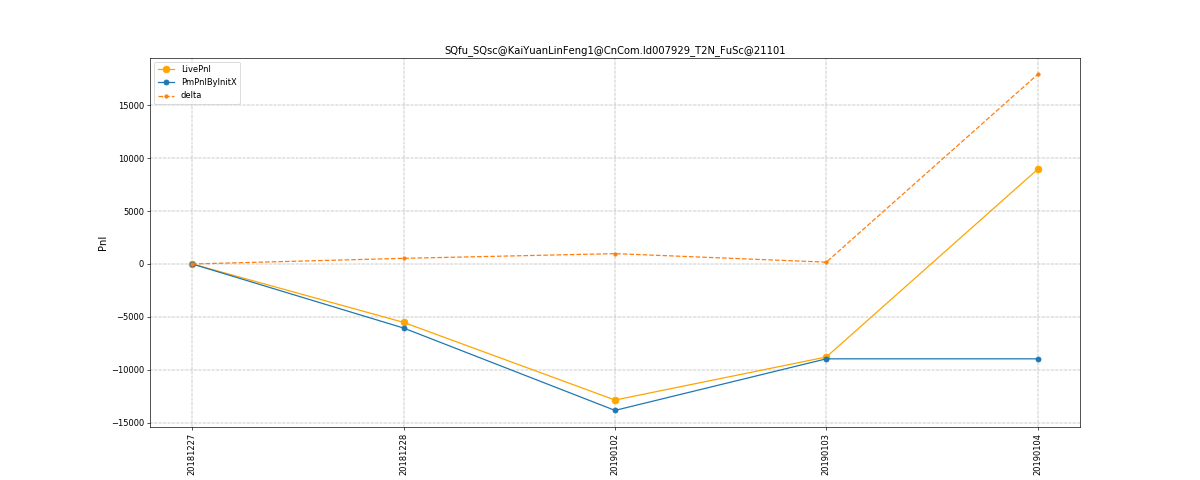 SQfu_SQsc@KaiYuanLinFeng1@CnCom.Id007929_T2N_FuSc@21101
LivePnl
PmPnlByInitX
delta
15000
10000
5000
0
−5000
−10000
−15000
Pnl
20181227
20181228
20190102
20190103
20190104